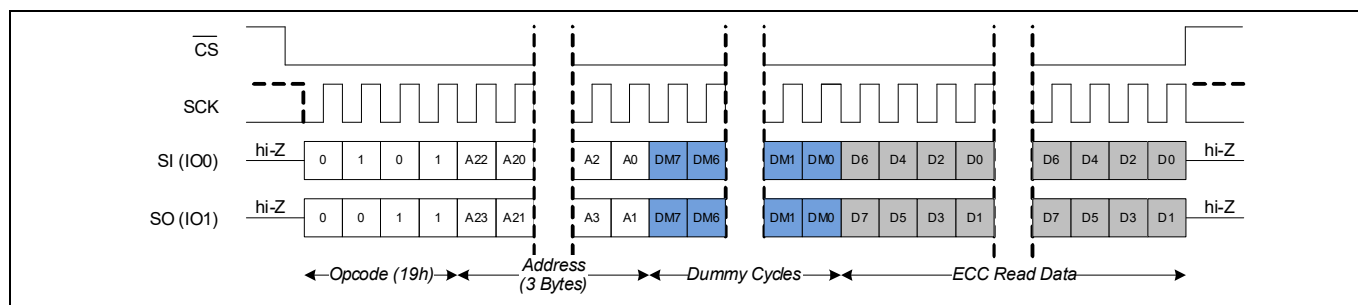 CS
SCK
SI (IO0) hi-Z 0 1 0 1 A22 A20 A2 A0 DM7 DM6 DM1 DM0 D6 D4 D2 D0 D6 D4 D2 D0 hi-Z
SO (IO1) hi-Z 0 0 1 1 A23 A21 A3 A1 DM7 DM6 DM1 DM0 D7 D5 D3 D1 D7 D5 D3 D1 hi-Z
Opcode (19h) Address Dummy Cycles ECC Read Data
(3 Bytes)